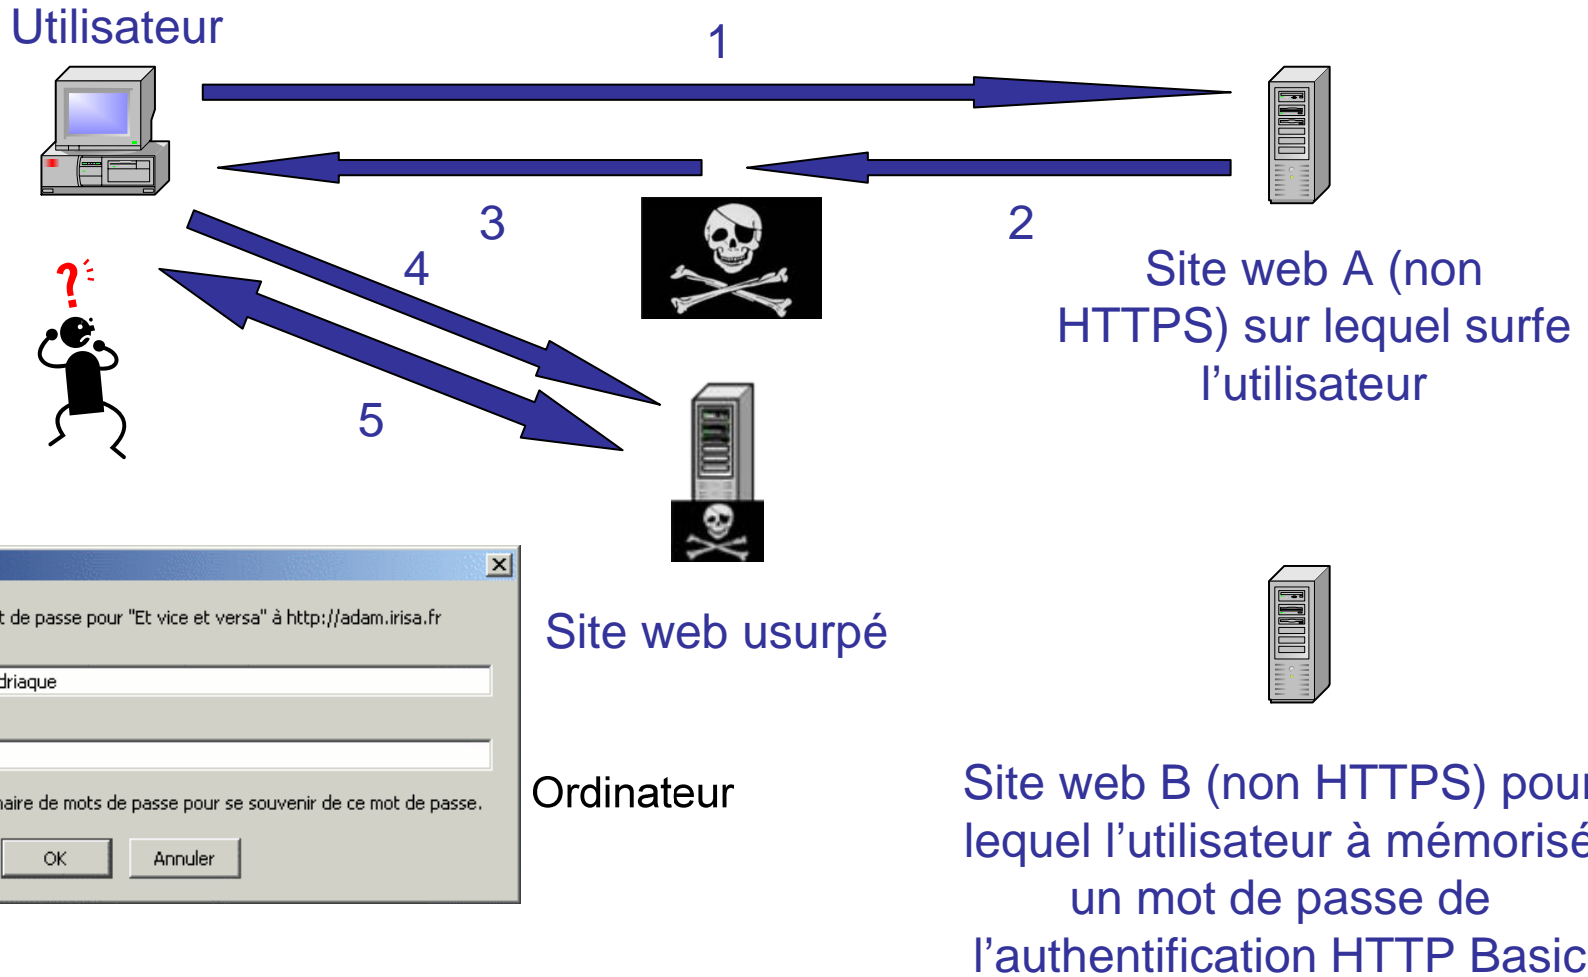 Utilisateur
1
3
2
4
5
?
Site web A (non
HTTPS) sur lequel surfe
l’utilisateur
t de passe pour "Et vice et versa" à http://adam.irisa.fr
driaque
naire de mots de passe pour se souvenir de ce mot de passe.
OK
Annuler
Site web usurpé
Ordinateur
Site web B (non HTTPS) pour
lequel l’utilisateur à mémorisé
un mot de passe de
l’authentification HTTP Basic